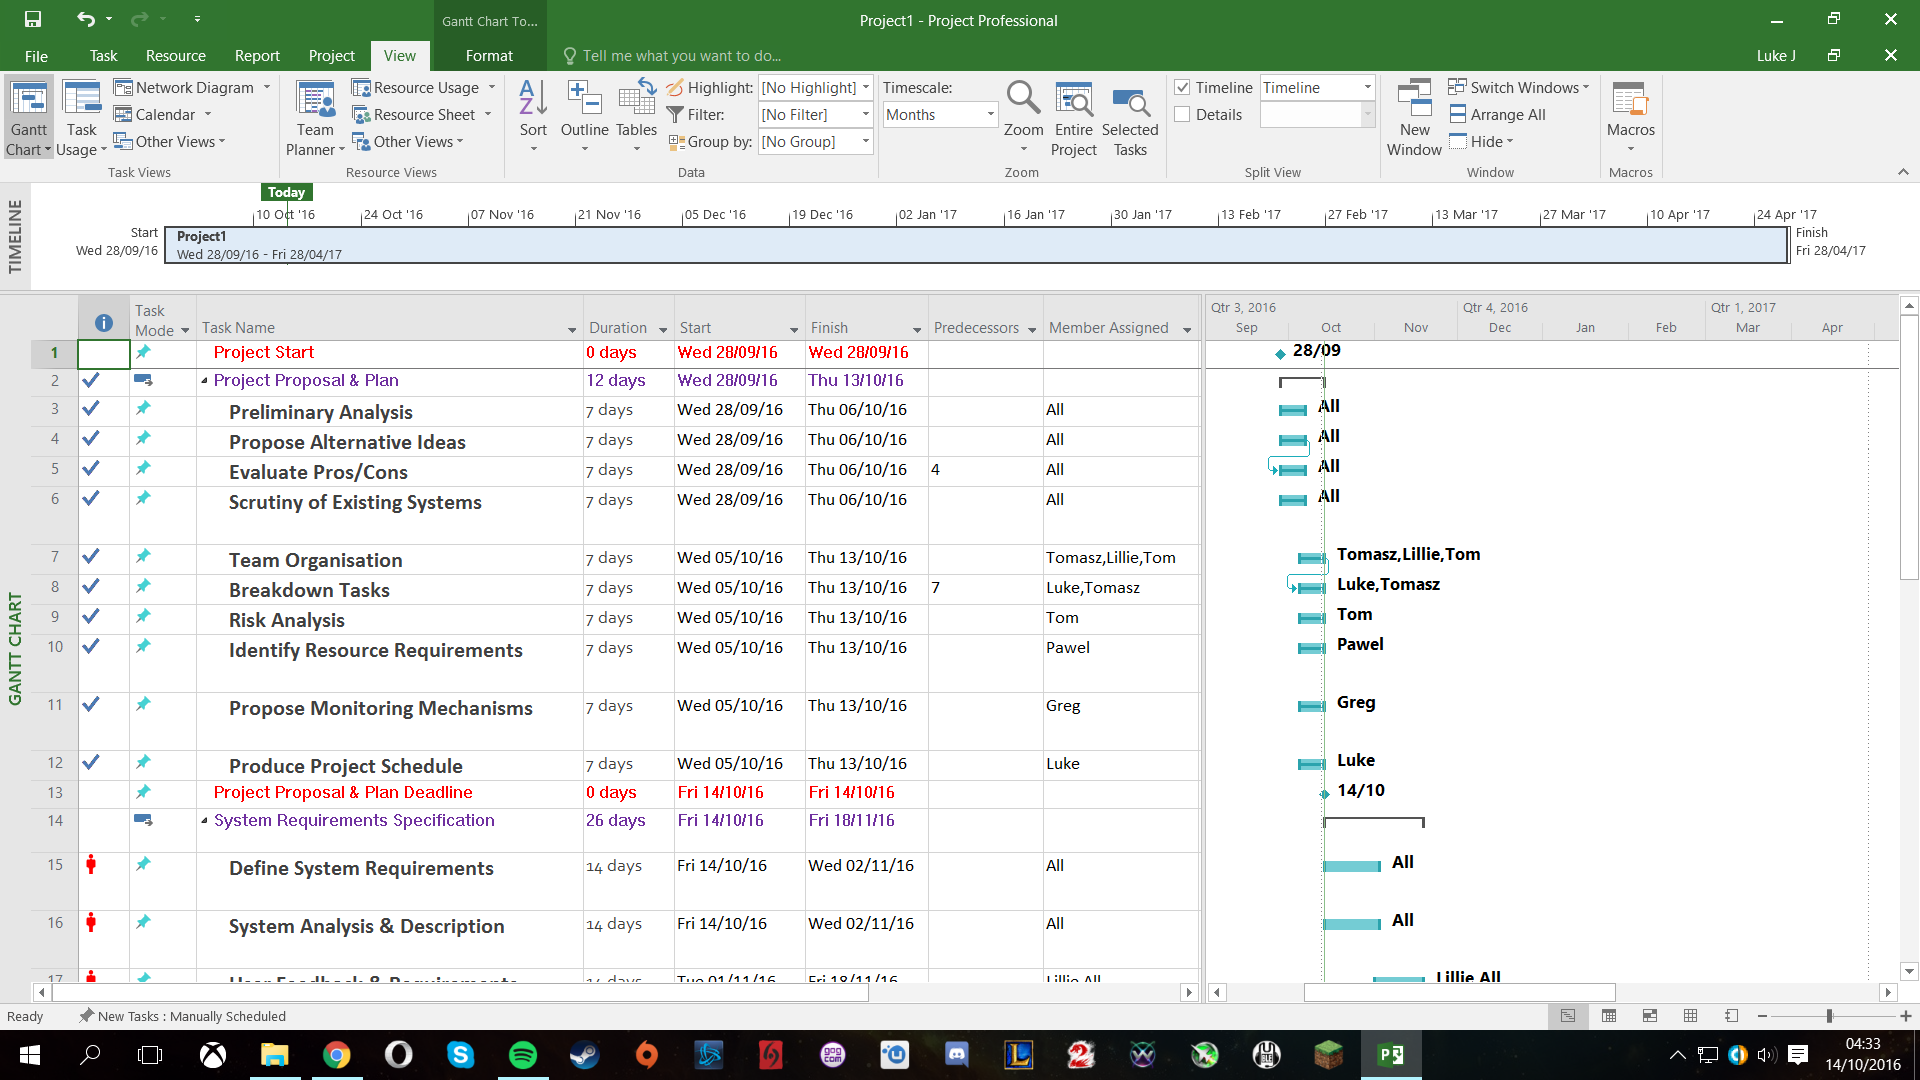 Gantt Chart To...
Project1 - Project Professional
File Task Resource Report Project View Format Tell me what you want to do... Luke J
Gantt Chart
Task Usage
Network Diagram
Calendar
Other Views
Task Views
Team Planner
Resource Usage
Resource Sheet
Other Views
Resource Views
Sort
Outline
Tables
Highlight: [No Highlight]
Filter: [No Filter]
Group by: [No Group]
Data
Timescale:
Months
Zoom
Entire Project
Selected Tasks
Zoom
Timeline Timeline
Details
Split View
New Window
Switch Windows
Arrange All
Hide
Window
Macros
Macros
TIMELINE
Today
10 Oct '16 24 Oct '16 07 Nov '16 21 Nov '16 05 Dec '16 19 Dec '16 02 Jan '17 16 Jan '17 30 Jan '17 13 Feb '17 27 Feb '17 13 Mar '17 27 Mar '17 10 Apr '17 24 Apr '17
Start
Wed 28/09/16
Project1
Wed 28/09/16 - Fri 28/04/17
Finish
Fri 28/04/17
GANTT CHART
Task Mode Task Name Duration Start Finish Predecessors Member Assigned
Qtr 3, 2016 Qtr 4, 2016 Qtr 1, 2017
Sep Oct Nov Dec Jan Feb Mar Apr
1 Project Start 0 days Wed 28/09/16 Wed 28/09/16 28/09
2 Project Proposal & Plan 12 days Wed 28/09/16 Thu 13/10/16
3 Preliminary Analysis 7 days Wed 28/09/16 Thu 06/10/16 All All
4 Propose Alternative Ideas 7 days Wed 28/09/16 Thu 06/10/16 All All
5 Evaluate Pros/Cons 7 days Wed 28/09/16 Thu 06/10/16 4 All All
6 Scrutiny of Existing Systems 7 days Wed 28/09/16 Thu 06/10/16 All All
7 Team Organisation 7 days Wed 05/10/16 Thu 13/10/16 Tomasz,Lillie,Tom Tomasz,Lillie,Tom
8 Breakdown Tasks 7 days Wed 05/10/16 Thu 13/10/16 7 Luke,Tomasz Luke,Tomasz
9 Risk Analysis 7 days Wed 05/10/16 Thu 13/10/16 Tom Tom
10 Identify Resource Requirements 7 days Wed 05/10/16 Thu 13/10/16 Pawel Pawel
11 Propose Monitoring Mechanisms 7 days Wed 05/10/16 Thu 13/10/16 Greg Greg
12 Produce Project Schedule 7 days Wed 05/10/16 Thu 13/10/16 Luke Luke
13 Project Proposal & Plan Deadline 0 days Fri 14/10/16 Fri 14/10/16 14/10
14 System Requirements Specification 26 days Fri 14/10/16 Fri 18/11/16
15 Define System Requirements 14 days Fri 14/10/16 Wed 02/11/16 All All
16 System Analysis & Description 14 days Fri 14/10/16 Wed 02/11/16 All All
17 User Feedback & Requirements 14 days Tue 01/11/16 Fri 18/11/16 Lillie,All Lillie,All
Ready New Tasks : Manually Scheduled
GOG COM
04:33
14/10/2016